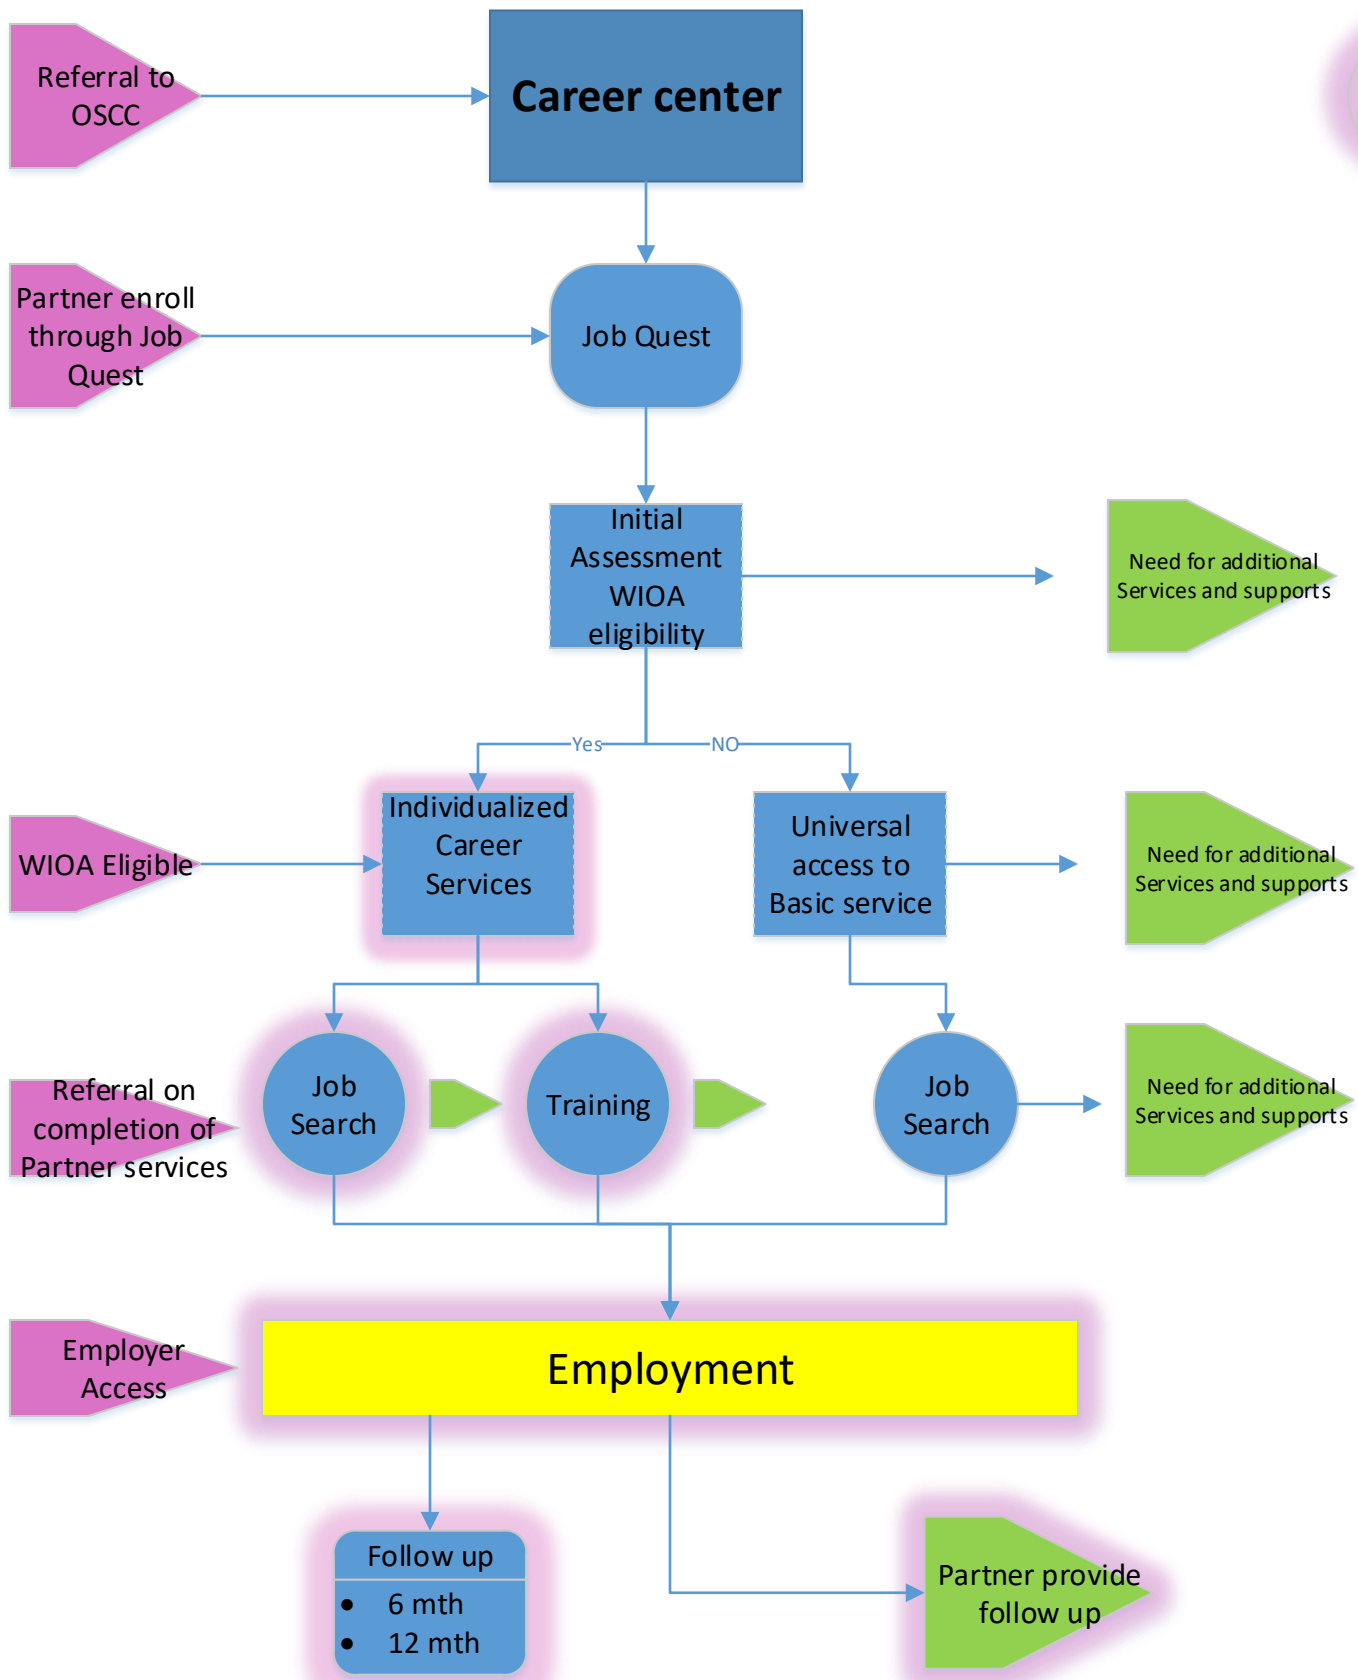 Referral to
OSCC
Career center
Partner enroll
through Job
Quest
Job Quest
Initial
Assessment
WIOA
eligibility
Need for additional
Services and supports
Yes
NO
WIOA Eligible
Individualized
Career
Services
Universal
access to
Basic service
Need for additional
Services and supports
Referral on
completion of
Partner services
Job
Search
Training
Job
Search
Need for additional
Services and supports
Employer
Access
Employment
Follow up
• 6 mth
• 12 mth
Partner provide
follow up